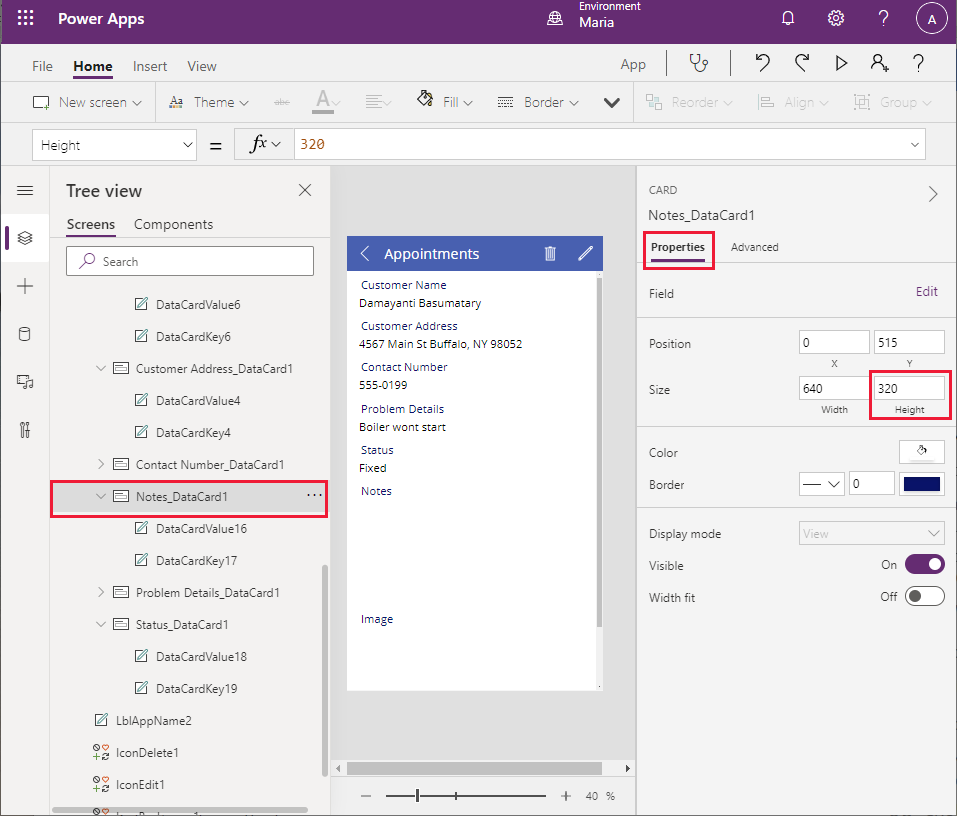 Power Apps
Environment
Maria
A
File Home Insert View
App
New screen
Theme
abc
A
Fill
Border
Reorder
Align
Group
Height
=
fx
320
Tree view
Screens Components
Search
DataCardValue6
DataCardKey6
Customer Address_DataCard1
DataCardValue4
DataCardKey4
Contact Number_DataCard1
Notes_DataCard1
DataCardValue16
DataCardKey17
Problem Details_DataCard1
Status_DataCard1
DataCardValue18
DataCardKey19
LblAppName2
IconDelete1
IconEdit1
Appointments
Customer Name
Damayanti Basumatary
Customer Address
4567 Main St Buffalo, NY 98052
Contact Number
555-0199
Problem Details
Boiler wont start
Status
Fixed
Notes
Image
40 %
CARD
Notes_DataCard1
Properties Advanced
Field Edit
Position 0 515
X Y
Size 640 320
Width Height
Color
Border 0
Display mode View
Visible On
Width fit Off